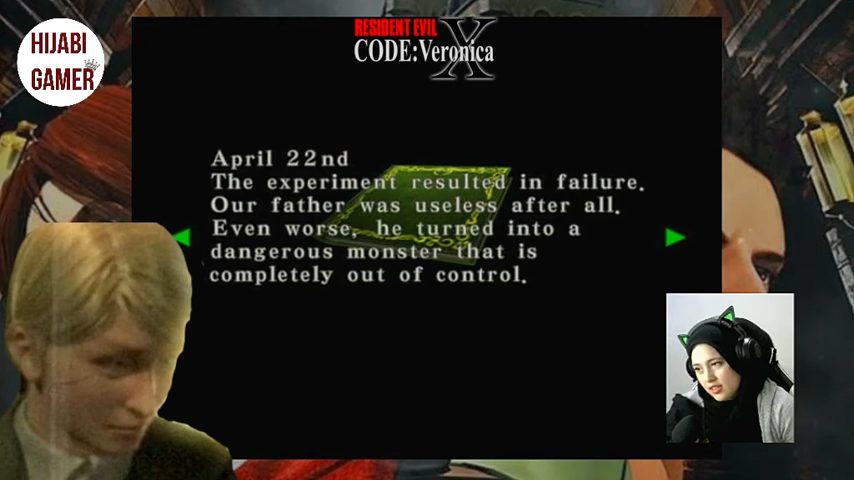 HIJABI
GAMER
RESIDENT EVIL
CODE:Veronica
X
April 22nd
The experiment resulted in failure.
Our father was useless after all.
Even worse, he turned into a
dangerous monster that is
completely out of control.